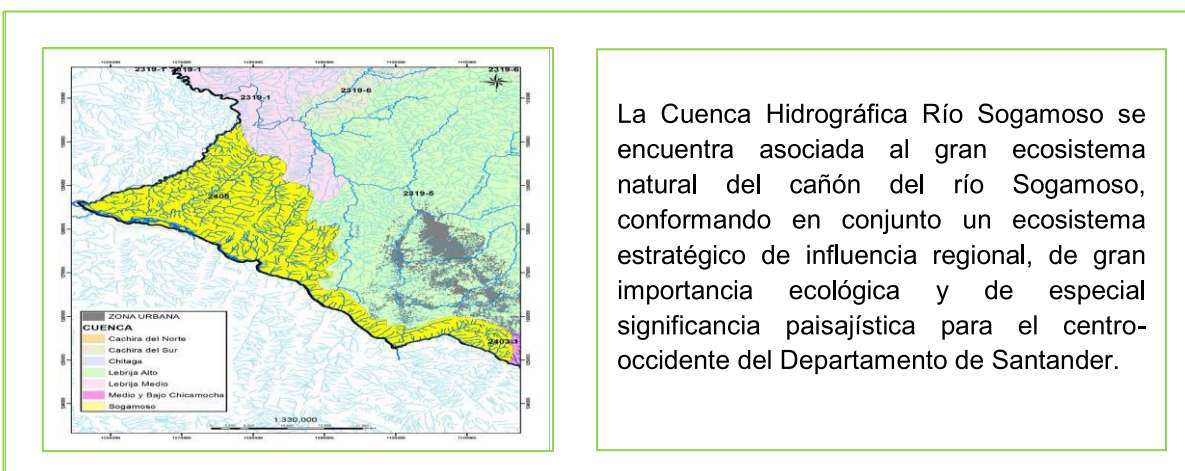 2319-7
2319-1
2319-6
2319-6
2319-1
2405
2319-5
2403-1
ZONA URBANA
CUENCA
Cachira del Norte
Cachira del Sur
Chitaga
Lebrija Alto
Lebrija Medio
Medio y Bajo Chicamocha
Sogamoso
1:330,000
La Cuenca Hidrográfica Río Sogamoso se
encuentra asociada al gran ecosistema
natural del cañón del río Sogamoso,
conformando en conjunto un ecosistema
estratégico de influencia regional, de gran
importancia ecológica y de especial
significancia paisajística para el centro-
occidente del Departamento de Santander.